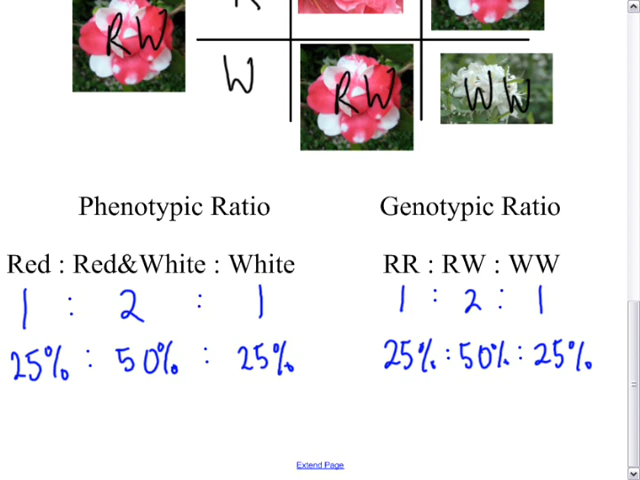 R
RW
W
RW
WW
Phenotypic Ratio
Genotypic Ratio
Red : Red&White : White
RR : RW : WW
1 : 2 : 1
1 : 2 : 1
25% : 50% : 25%
25% : 50% : 25%
Extend Page